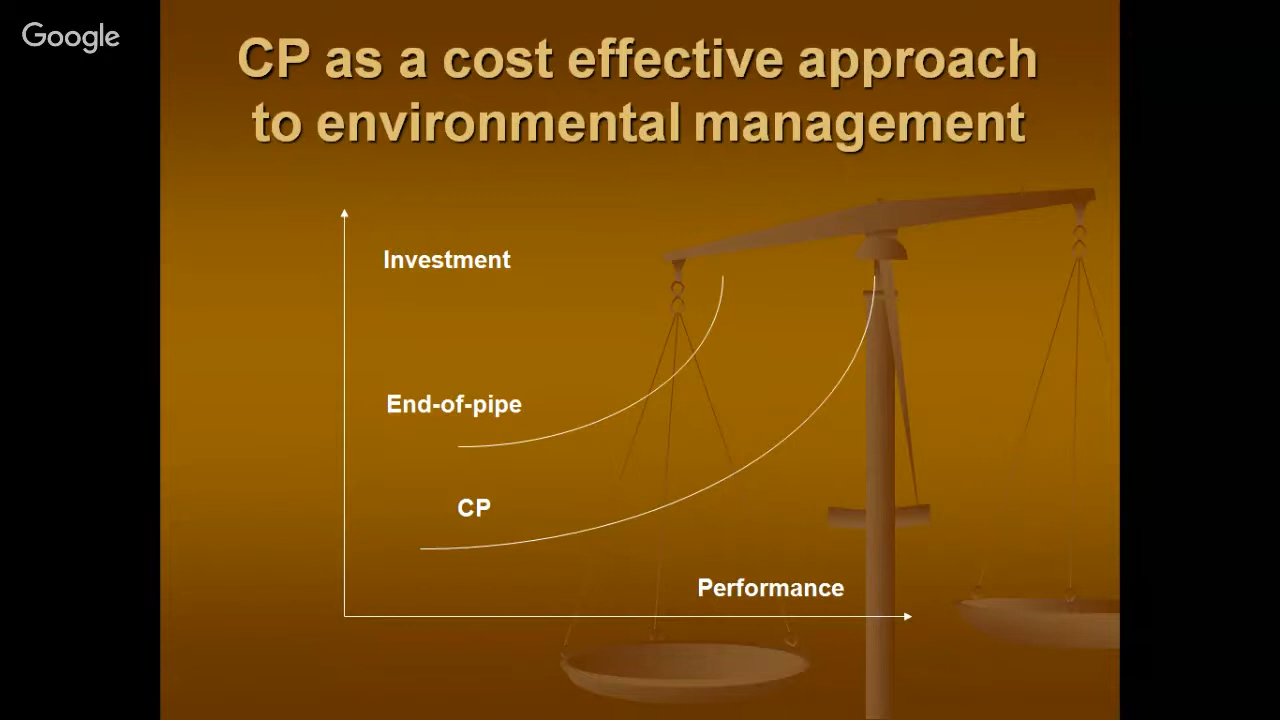 Google
CP as a cost effective approach
to environmental management
Investment
End-of-pipe
CP
Performance